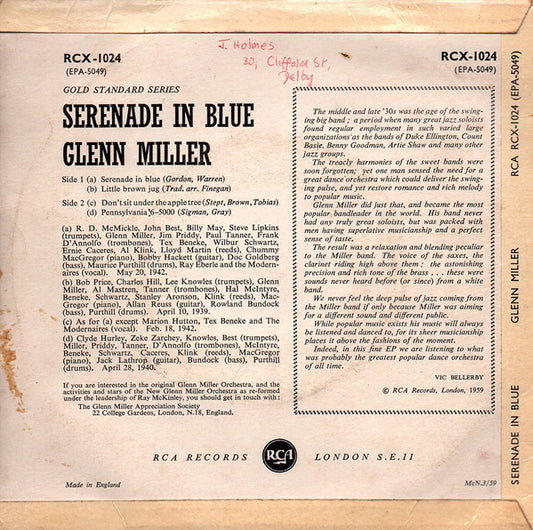 RCX-1024
(EPA-5049)
J. Holmes
30, Cliffold St,
Delby
RCX-1024
(EPA-5049)
GOLD STANDARD SERIES
SERENADE IN BLUE
GLENN MILLER
Side 1 (a) Serenade in blue (Gordon, Warren)
(b) Little brown jug (Trad. arr. Finegan)
Side 2 (c) Don't sit under the apple tree (Stept, Brown, Tobias)
(d) Pennsylvania 6-5000 (Sigman, Gray)
(a) R. D. McMickle, John Best, Billy May, Steve Lipkins
(trumpets), Glenn Miller, Jim Priddy, Paul Tanner, Frank
D'Annolfo (trombones), Tex Beneke, Wilbur Schwartz,
Ernie Caceres, Al Klink, Lloyd Martin (reeds), Chummy
MacGregor (piano), Bobby Hackett (guitar), Doc Goldberg
(bass), Maurice Purthill (drums), Ray Eberle and the Modern-
aires (vocal). May 20, 1942.
(b) Bob Price, Charles Hill, Lee Knowles (trumpets), Glenn
Miller, Al Mastren, Tanner (trombones), Hal McIntyre,
Beneke, Schwartz, Stanley Aronson, Klink (reeds), Mac-
Gregor (piano), Allan Reuss (guitar), Rowland Bundock
(bass), Purthill (drums). April 10, 1939.
(c) As for (a) except Marion Hutton, Tex Beneke and The
Modernaires (vocal). Feb. 18, 1942.
(d) Clyde Hurley, Zeke Zarchey, Knowles, Best (trumpets),
Miller, Priddy, Tanner, D'Annolfo (trombones), McIntyre,
Beneke, Schwartz, Caceres, Klink (reeds), MacGregor
(piano), Jack Lathrop (guitar), Bundock (bass), Purthill
(drums). April 28, 1940.
If you are interested in the original Glenn Miller Orchestra, and the
activities and stars of the New Glenn Miller Orchestra as re-formed
under the leadership of Ray McKinley, you should get in touch with:
The Glenn Miller Appreciation Society
22 College Gardens, London, N.18, England.
The middle and late '30s was the age of the swing-
ing big band; a period when many great jazz soloists
found regular employment in such varied large
organizations as the bands of Duke Ellington, Count
Basie, Benny Goodman, Artie Shaw and many other
jazz groups.
The treacly harmonies of the sweet bands were
soon forgotten; yet one man sensed the need for a
great dance orchestra which could deliver the swing-
ing pulse, and yet restore romance and rich melody
to popular music.
Glenn Miller did just that, and became the most
popular bandleader in the world. His band never
had any truly great soloists, but was packed with
men having superlative musicianship and a perfect
sense of taste.
The result was a relaxation and blending peculiar
to the Miller band. The voice of the saxes, the
clarinet riding high above them; the astonishing
precision and rich tone of the brass . . . these were
sounds never heard before (or since) from a white
band.
We never feel the deep pulse of jazz coming from
the Miller band if only because Miller was aiming
for a different sound and different public.
While popular music exists his music will always
be listened and danced to, for its sheer musicianship
places it above the fashions of the moment.
Indeed, in this fine EP we are listening to what
was probably the greatest popular dance orchestra
of all time.
VIC BELLERBY
© RCA Records, London, 1959
RCA RECORDS
RCA
LONDON S.E.11
Made in England
McN.3/59
SERENADE IN BLUE GLENN MILLER RCA RCX-1024 (EPA-5049)